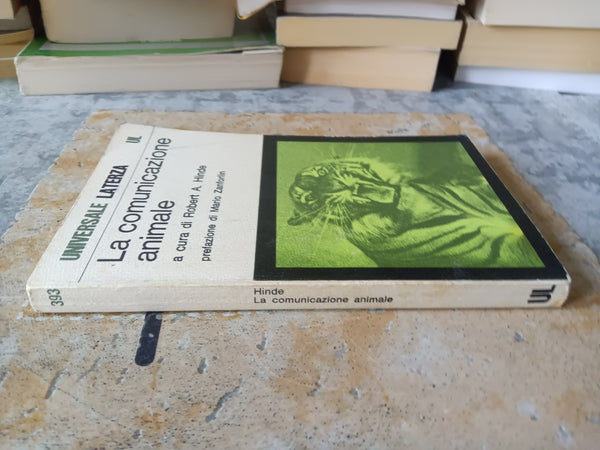 UNIVERSALE LATERZA UL
La comunicazione
animale
a cura di Robert A. Hinde
prefazione di Mario Zanforlin
393
Hinde
La comunicazione animale
UL